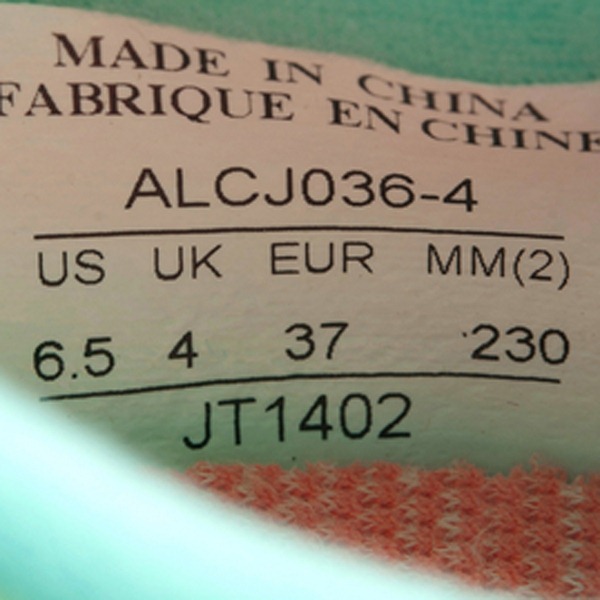 MADE IN CHINA
FABRIQUE EN CHINE
ALCJ036-4
US UK EUR MM(2)
6.5 4 37 230
JT1402